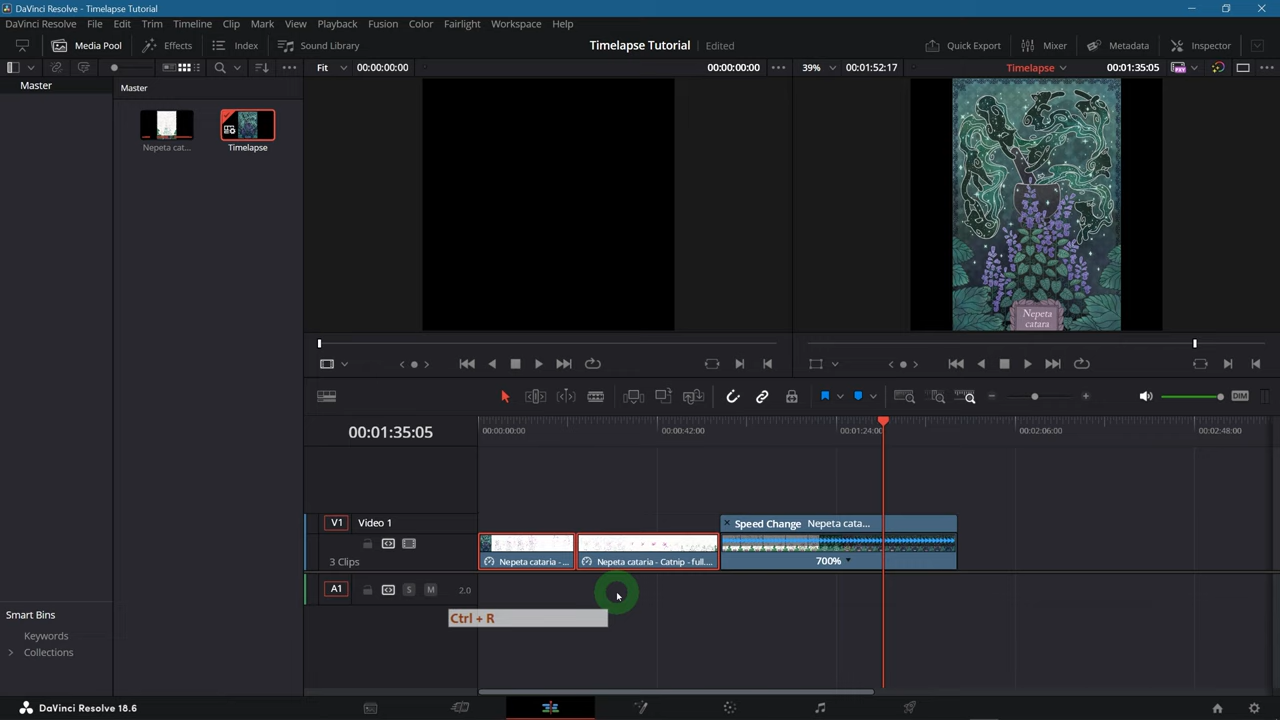 DaVinci Resolve - Timelapse Tutorial
DaVinci Resolve File Edit Trim Timeline Clip Mark View Playback Fusion Color Fairlight Workspace Help
Media Pool Effects Index Sound Library Timelapse Tutorial Edited Quick Export Mixer Metadata Inspector
Fit 00:00:00:00 00:00:00:00 39% 00:01:52:17 Timelapse 00:01:35:05
Master Master
Nepeta cat... Timelapse
Nepeta
catara
00:01:35:05 00:00:00:00 00:00:42:00 00:01:24:00 00:02:06:00 00:02:48:00
V1 Video 1 Speed Change Nepeta cata...
3 Clips Nepeta cataria - ... Nepeta cataria - Catnip - full.... 700%
A1 S M 2.0
DIM
Ctrl + R
Smart Bins
Keywords
Collections
DaVinci Resolve 18.6